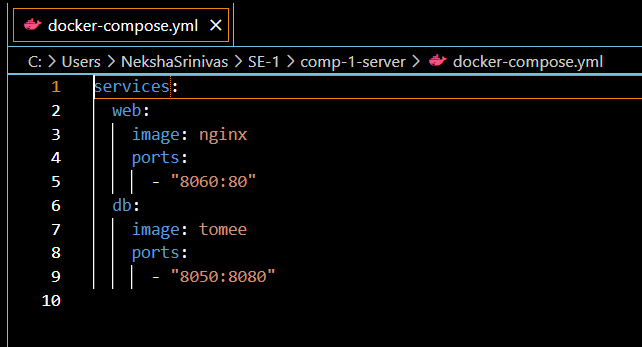 docker-compose.yml ×
C: > Users > NekshaSrinivas > SE-1 > comp-1-server > docker-compose.yml
1 services:
2   web:
3     image: nginx
4     ports:
5       - "8060:80"
6   db:
7     image: tomee
8     ports:
9       - "8050:8080"
10